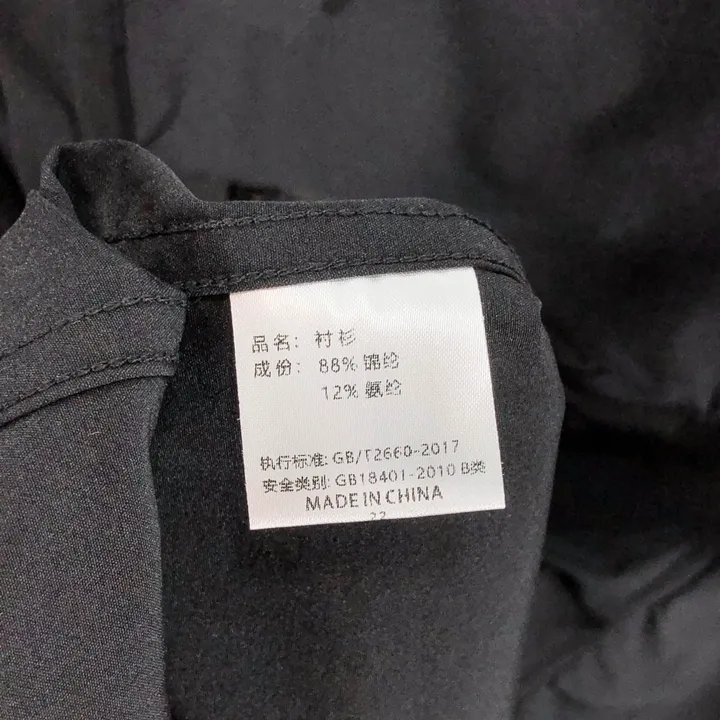 品名：衬衫
成份：88% 锦纶
12% 氨纶
执行标准：GB/T2660-2017
安全类别：GB18401-2010 B类
MADE IN CHINA